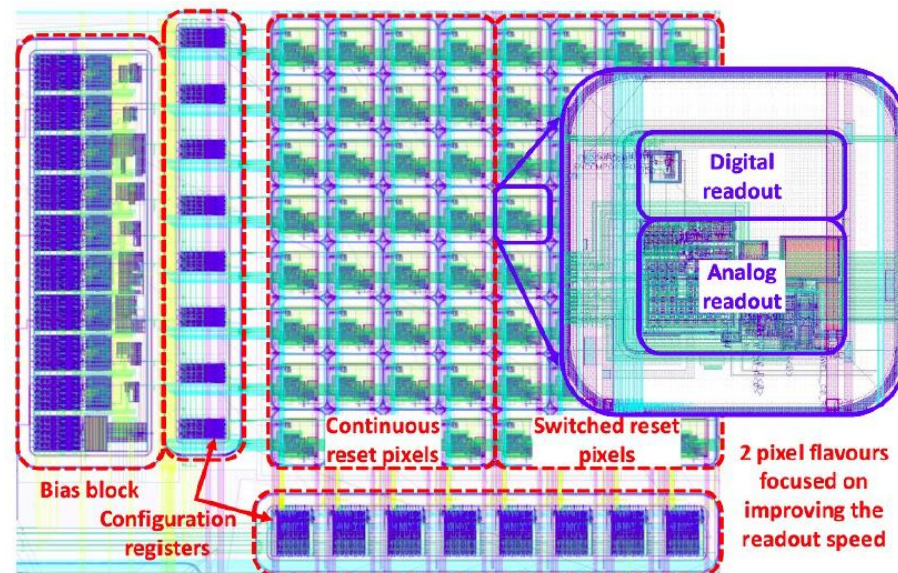 Digital
readout
Analog
readout
Continuous
reset pixels
Switched reset
pixels
Bias block
Configuration
registers
2 pixel flavours
focused on
improving the
readout speed